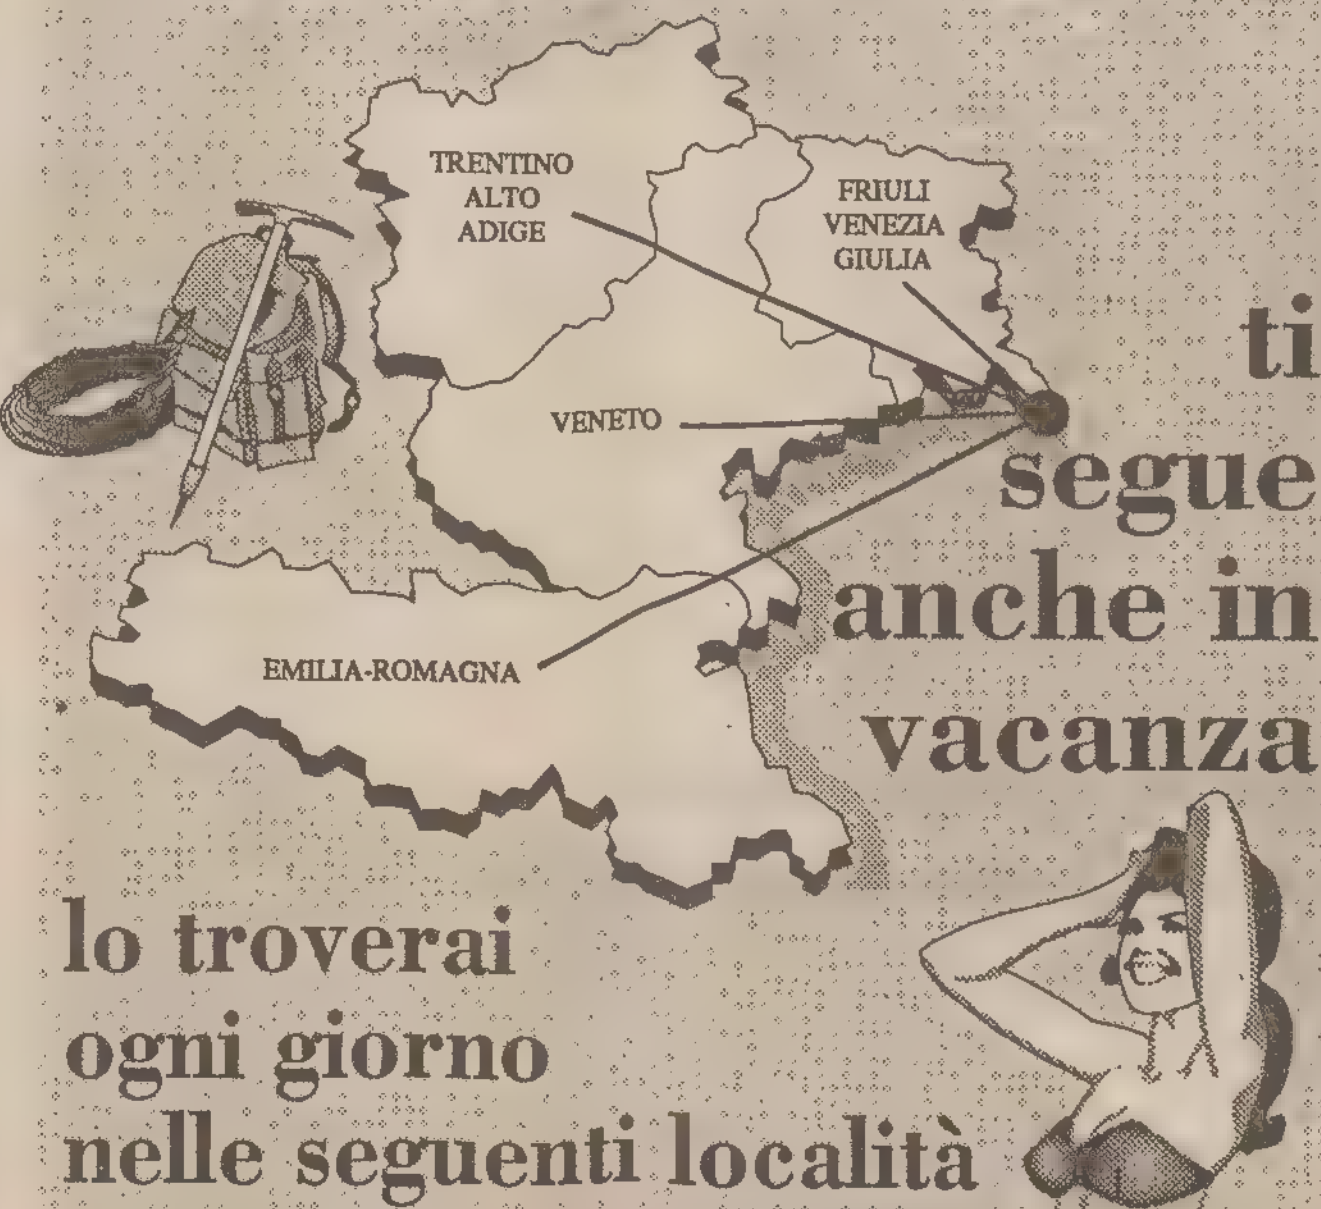 TRENTINO
ALTO
ADIGE
FRIULI
VENEZIA
GIULIA
VENETO
EMILIA-ROMAGNA
ti
segue
anche in
vacanza
lo troverai
ogni giorno
nelle seguenti località